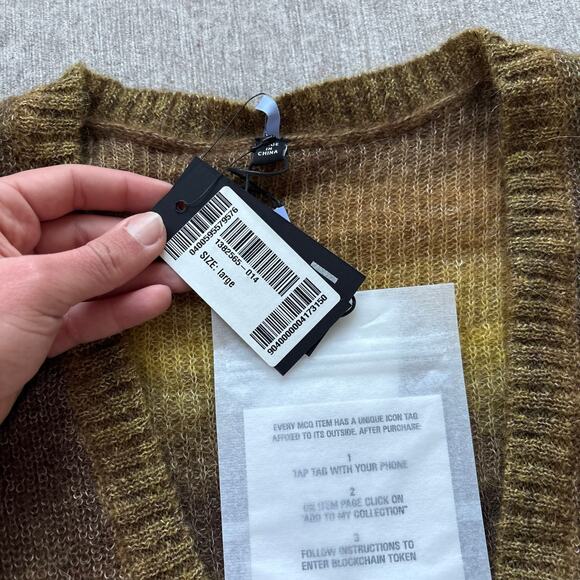 MADE
IN
CHINA
0400595579576
1382565-014
SIZE: large
9040000004173150
EVERY MCQ ITEM HAS A UNIQUE ICON TAG
AFFIXED TO ITS OUTSIDE. AFTER PURCHASE:
1
TAP TAG WITH YOUR PHONE
2
ON ITEM PAGE CLICK ON
"ADD TO MY COLLECTION"
3
FOLLOW INSTRUCTIONS TO
ENTER BLOCKCHAIN TOKEN